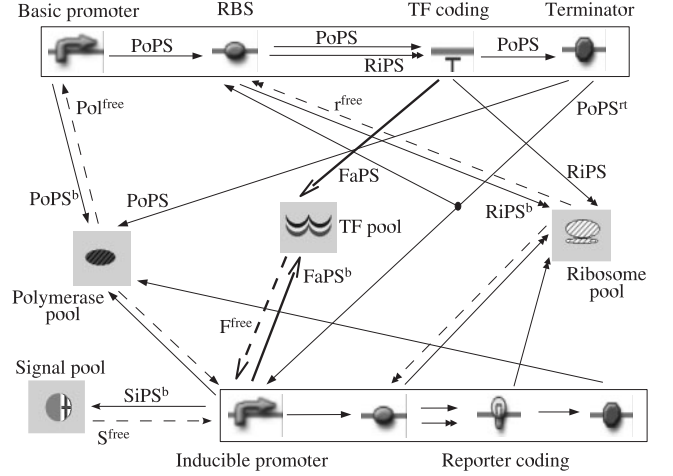 Basic promoter RBS TF coding Terminator
PoPS PoPS PoPS
RiPS
Pol^free r^free PoPS^rt
FaPS RiPS
PoPS^b PoPS RiPS^b
TF pool
FaPS^b Ribosome
pool
Polymerase
pool
F^free
Signal pool
SiPS^b
S^free
Inducible promoter Reporter coding